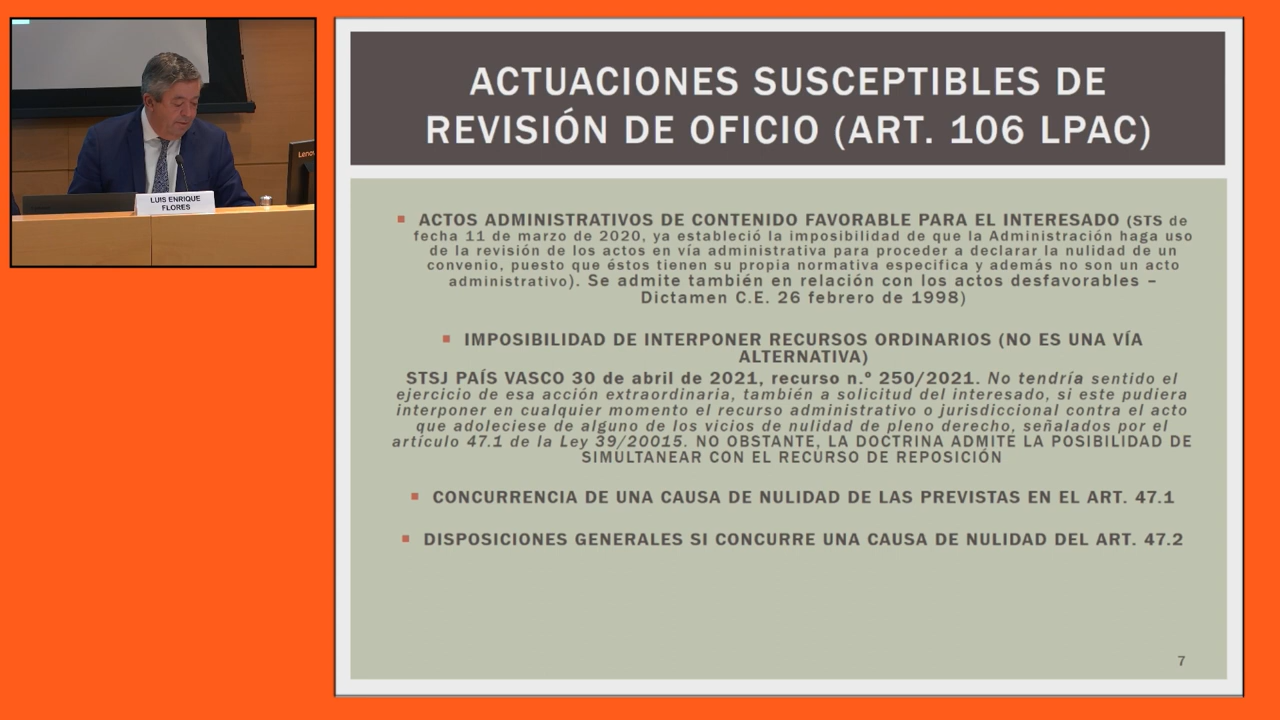 Lenovo
LUIS ENRIQUE
FLORES
ACTUACIONES SUSCEPTIBLES DE
REVISIÓN DE OFICIO (ART. 106 LPAC)
ACTOS ADMINISTRATIVOS DE CONTENIDO FAVORABLE PARA EL INTERESADO (STS de
fecha 11 de marzo de 2020, ya estableció la imposibilidad de que la Administración haga uso
de la revisión de los actos en vía administrativa para proceder a declarar la nulidad de un
convenio, puesto que éstos tienen su propia normativa especifica y además no son un acto
administrativo). Se admite también en relación con los actos desfavorables –
Dictamen C.E. 26 febrero de 1998)
IMPOSIBILIDAD DE INTERPONER RECURSOS ORDINARIOS (NO ES UNA VÍA
ALTERNATIVA)
STSJ PAÍS VASCO 30 de abril de 2021, recurso n.º 250/2021. No tendría sentido el
ejercicio de esa acción extraordinaria, también a solicitud del interesado, si este pudiera
interponer en cualquier momento el recurso administrativo o jurisdiccional contra el acto
que adoleciese de alguno de los vicios de nulidad de pleno derecho, señalados por el
articulo 47.1 de la Ley 39/20015. NO OBSTANTE, LA DOCTRINA ADMITE LA POSIBILIDAD DE
SIMULTANEAR CON EL RECURSO DE REPOSICIÓN
CONCURRENCIA DE UNA CAUSA DE NULIDAD DE LAS PREVISTAS EN EL ART. 47.1
DISPOSICIONES GENERALES SI CONCURRE UNA CAUSA DE NULIDAD DEL ART. 47.2
7